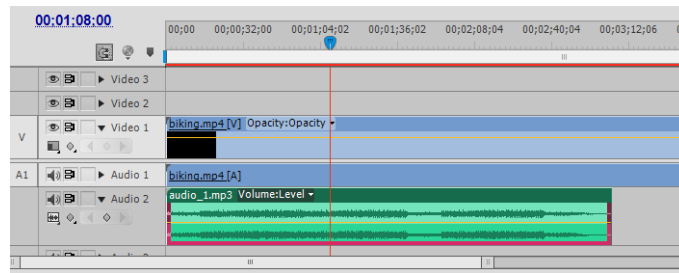 00:01:08:00
00;00 00;00;32;00 00;01;04;02 00;01;36;02 00;02;08;04 00;02;40;04 00;03;12;06
Video 3
Video 2
V Video 1 biking.mp4 [V] Opacity:Opacity
A1 Audio 1 biking.mp4 [A]
Audio 2 audio_1.mp3 Volume:Level